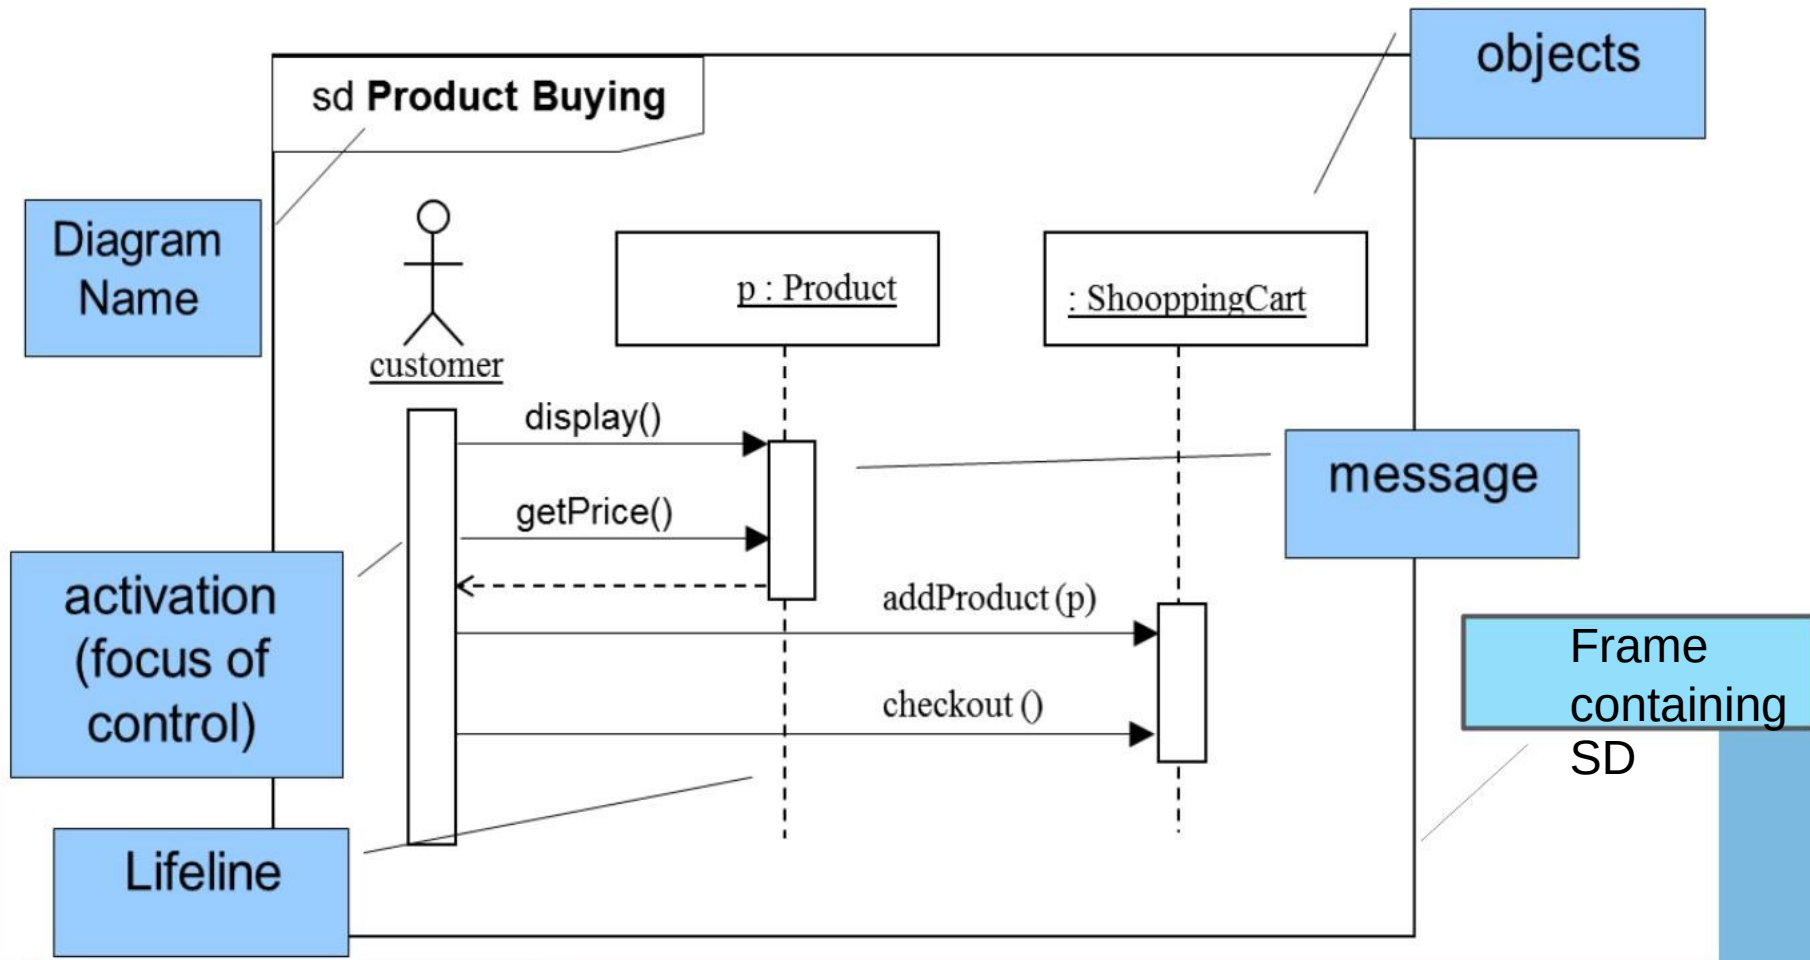 objects
sd Product Buying
Diagram
Name
p : Product
: ShooppingCart
customer
display()
message
getPrice()
activation
(focus of
control)
addProduct (p)
Frame
containing
SD
checkout ()
Lifeline